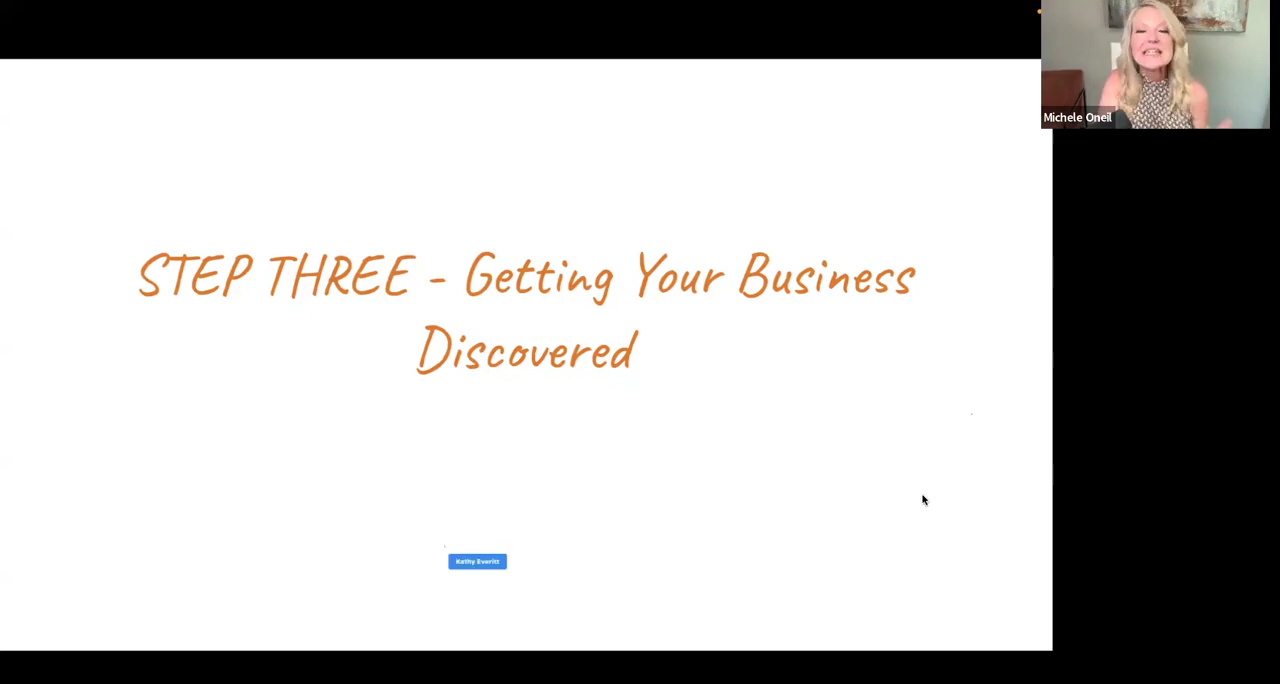 Michele Oneil
STEP THREE - Getting Your Business
Discovered
Kathy Everitt